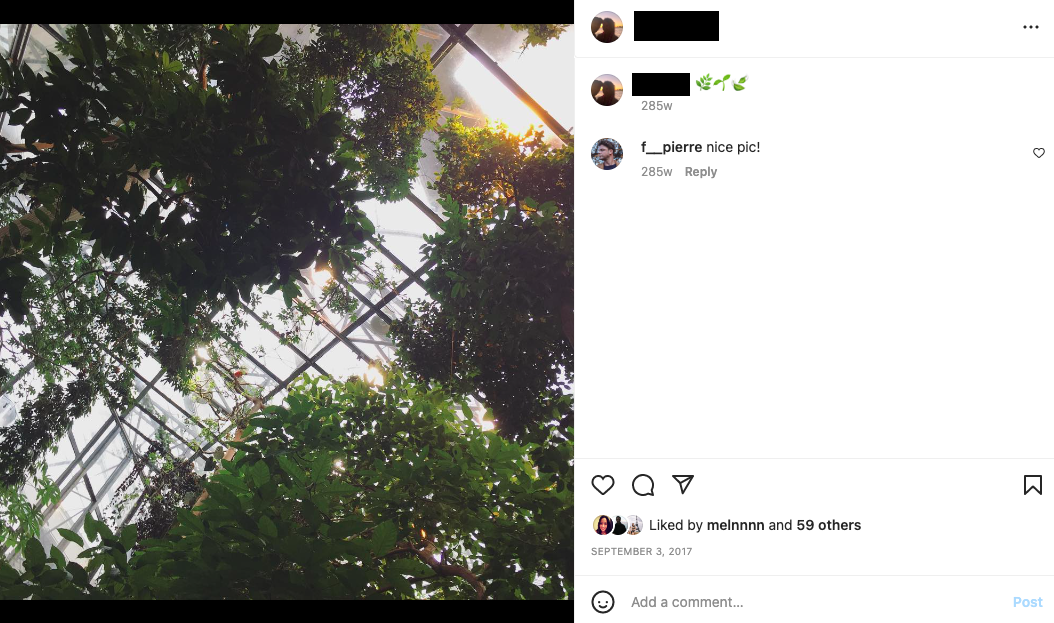 285w
f__pierre nice pic!
285w Reply
Liked by melnnnn and 59 others
SEPTEMBER 3, 2017
Add a comment...
Post